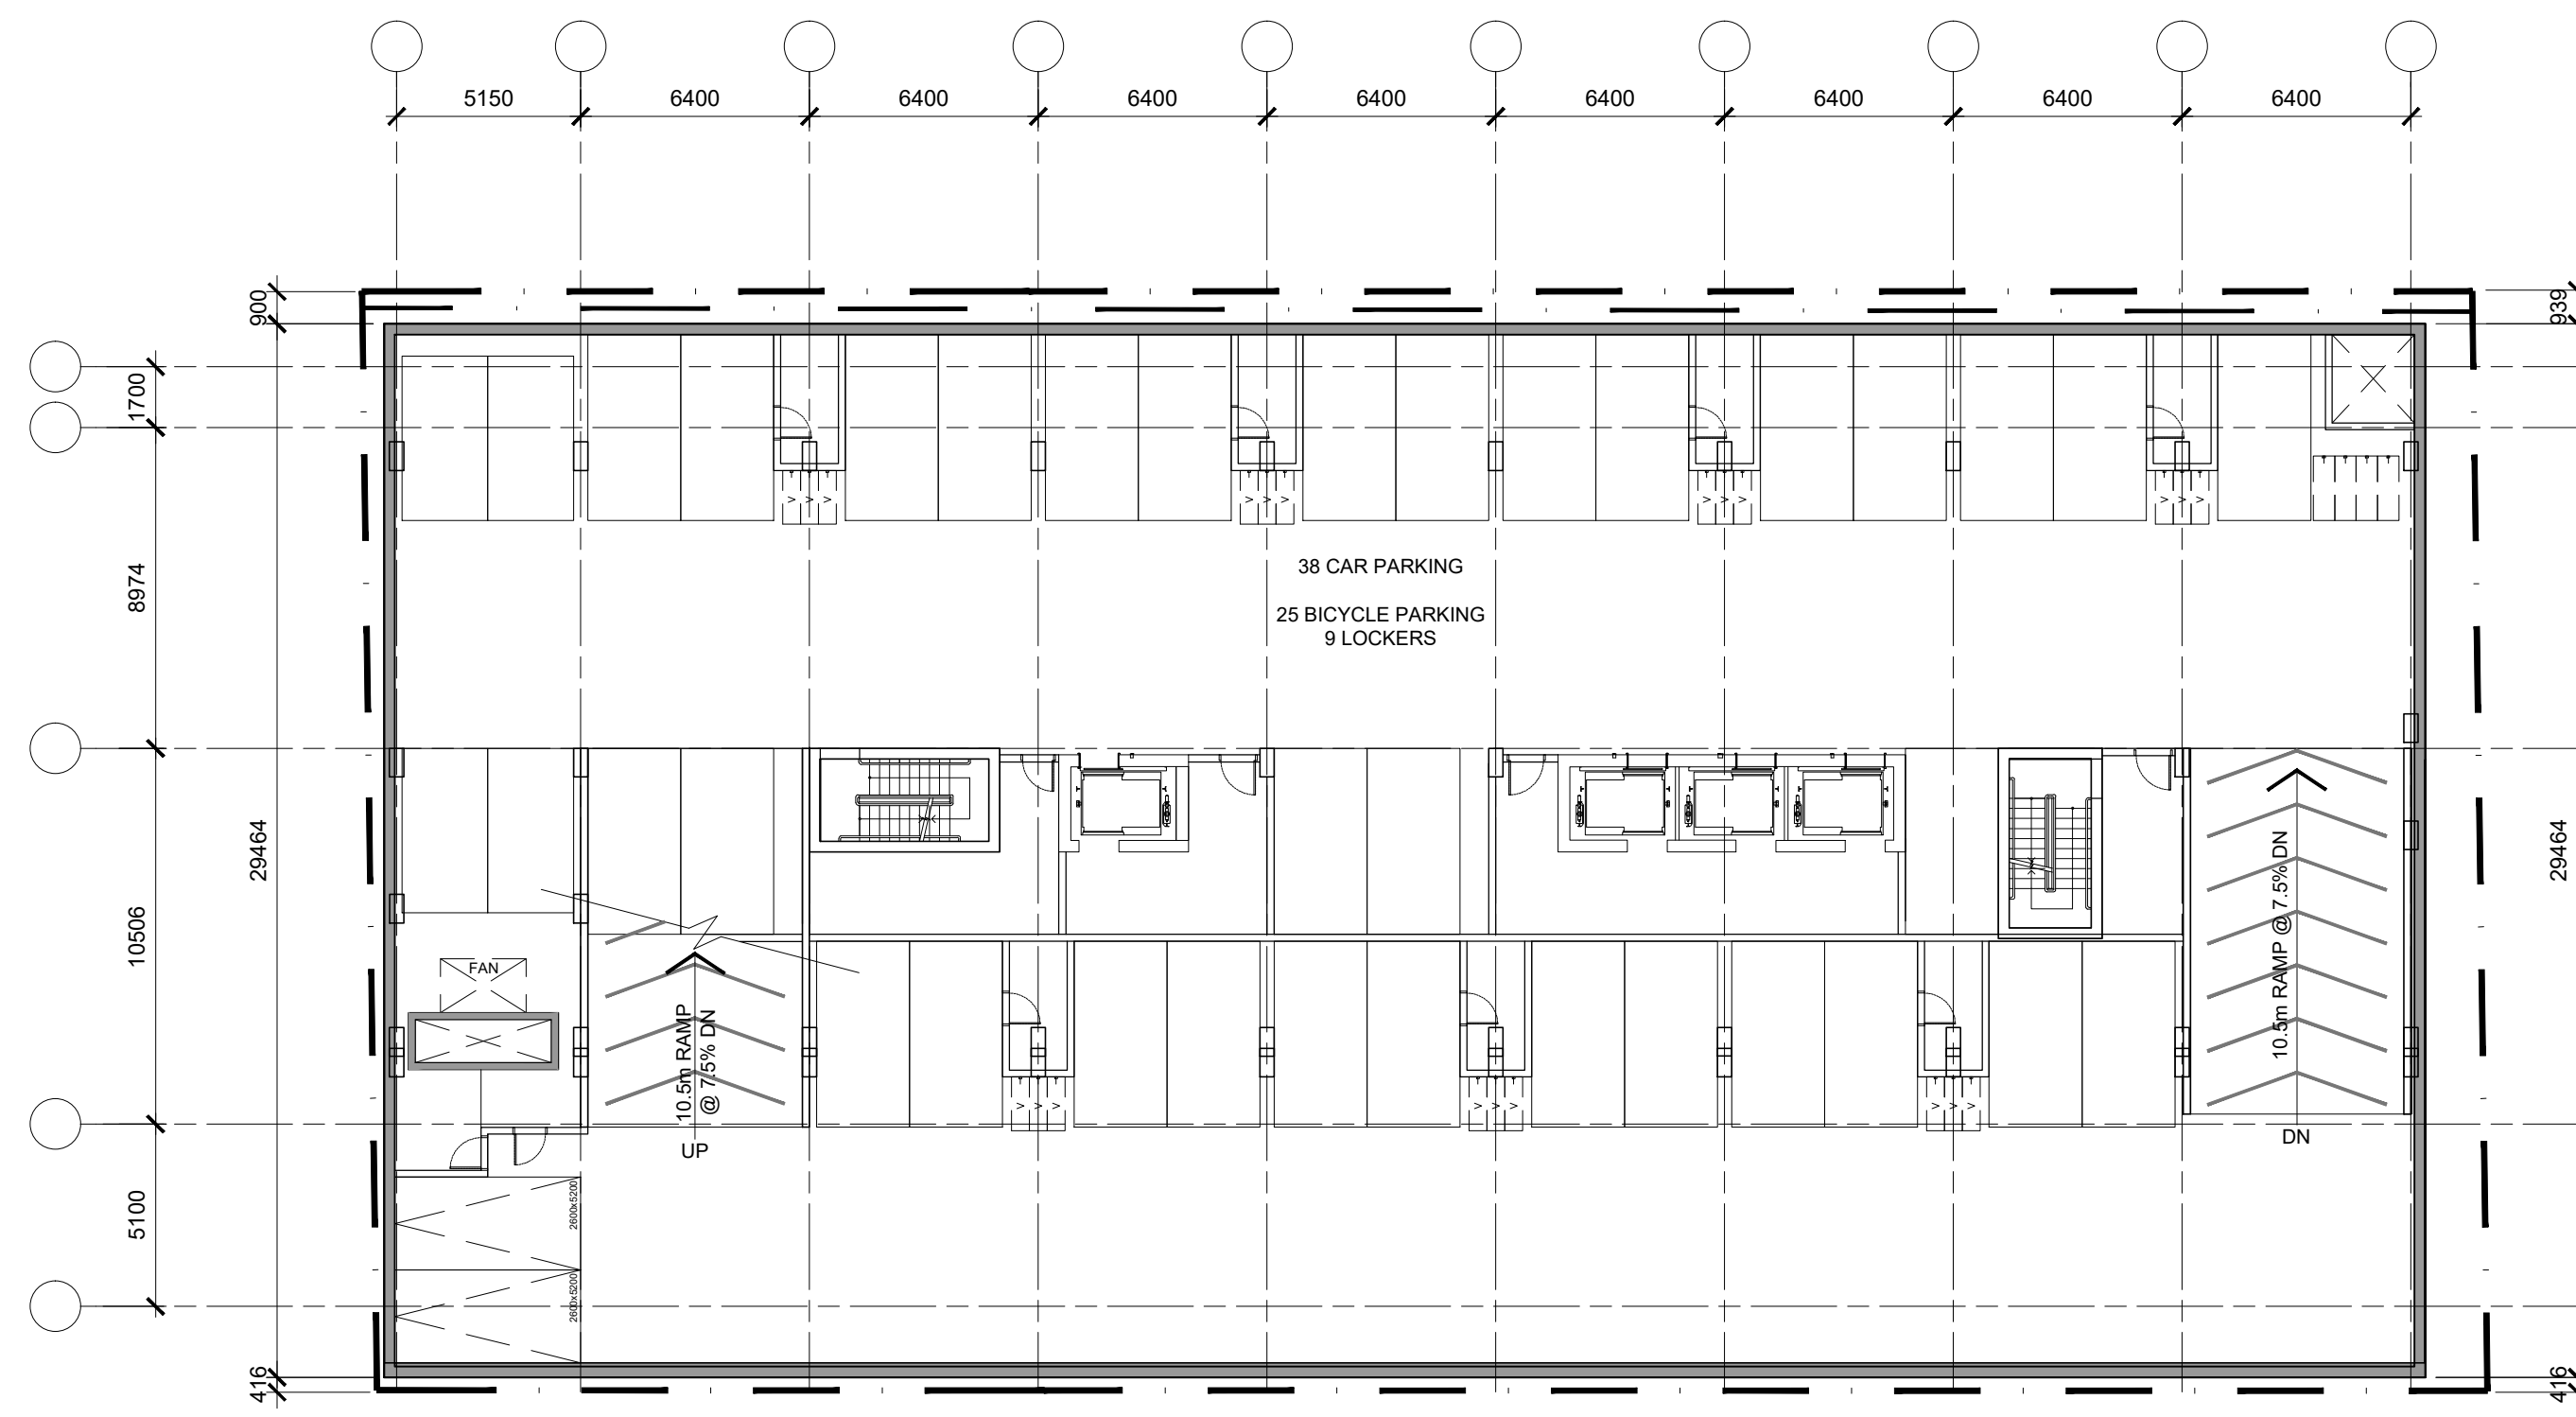 5150
6400
6400
6400
6400
6400
6400
6400
6400
900
939
1700
8974
38 CAR PARKING
25 BICYCLE PARKING
9 LOCKERS
29464
29464
10506
FAN
10.5m RAMP
@ 7.5% DN
UP
10.5m RAMP @ 7.5% DN
DN
5100
2600x5200
2600x5200
416
416